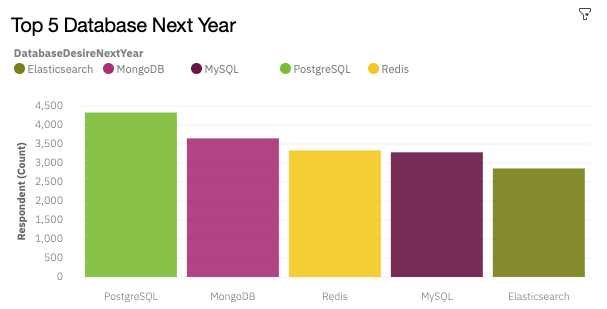 Top 5 Database Next Year
DatabaseDesireNextYear
Elasticsearch MongoDB MySQL PostgreSQL Redis
Respondent (Count)
4,500
4,000
3,500
3,000
2,500
2,000
1,500
1,000
500
0
PostgreSQL MongoDB Redis MySQL Elasticsearch